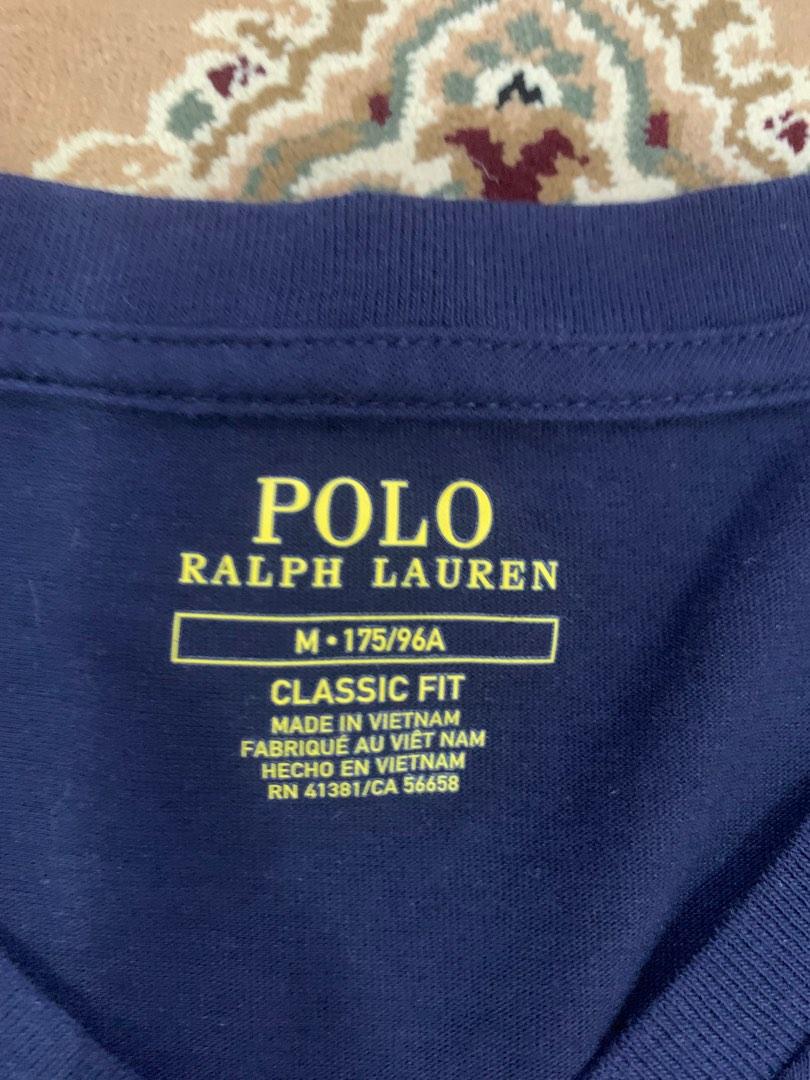 POLO
RALPH LAUREN
M • 175/96A
CLASSIC FIT
MADE IN VIETNAM
FABRIQUÉ AU VIÊT NAM
HECHO EN VIETNAM
RN 41381/CA 56658